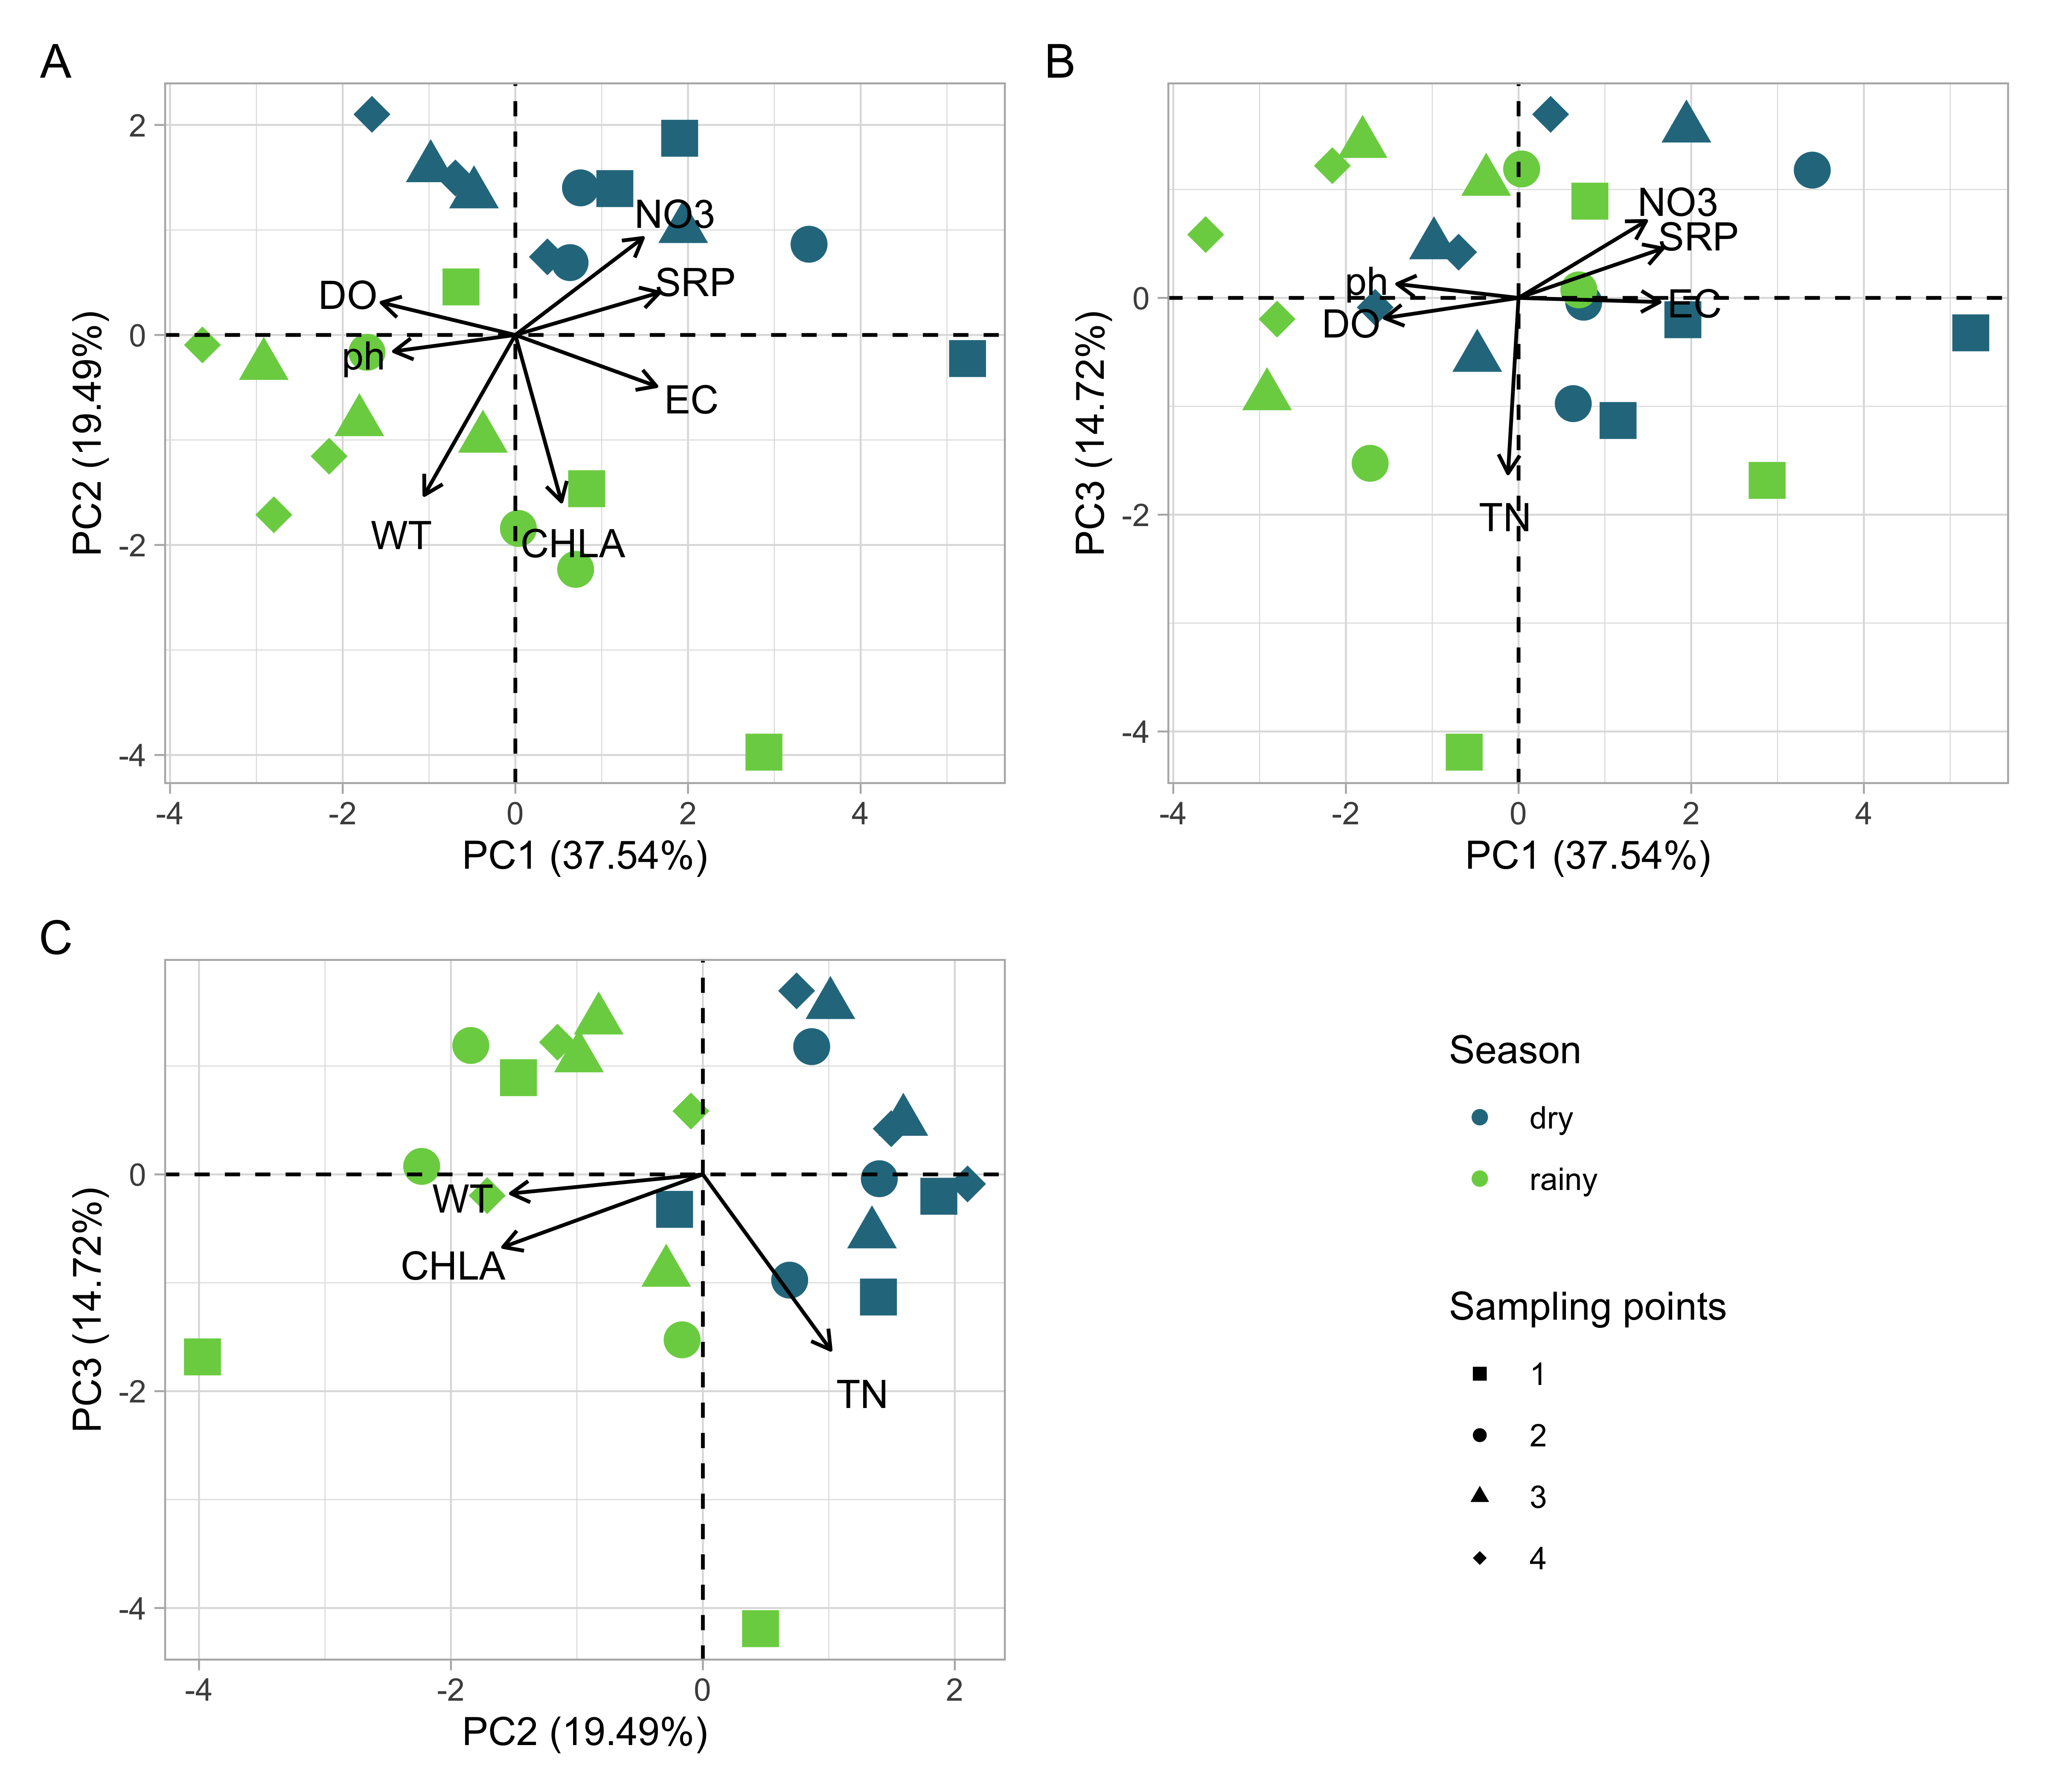 A
2
0
-2
-4
-4
-2
0
2
4
PC2 (19.49%)
PC1 (37.54%)
NO3
SRP
DO
ph
EC
WT
CHLA
B
0
-2
-4
-4
-2
0
2
4
PC3 (14.72%)
PC1 (37.54%)
NO3
SRP
ph
EC
DO
TN
C
0
-2
-4
-4
-2
0
2
PC3 (14.72%)
PC2 (19.49%)
WT
CHLA
TN
Season
dry
rainy
Sampling points
1
2
3
4